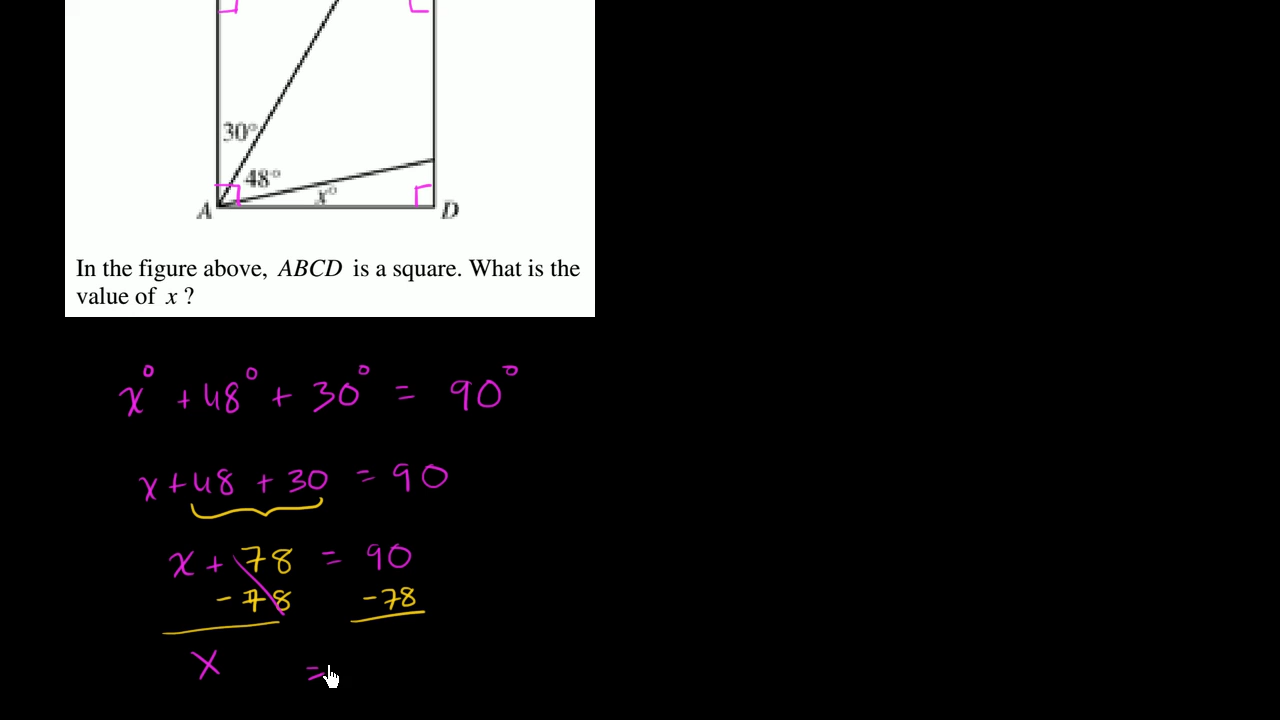 30°
48°
x°
A D
In the figure above, ABCD is a square. What is the
value of x ?
x° + 48° + 30° = 90°
x + 48 + 30 = 90
x + 78 = 90
- 78 - 78
x =